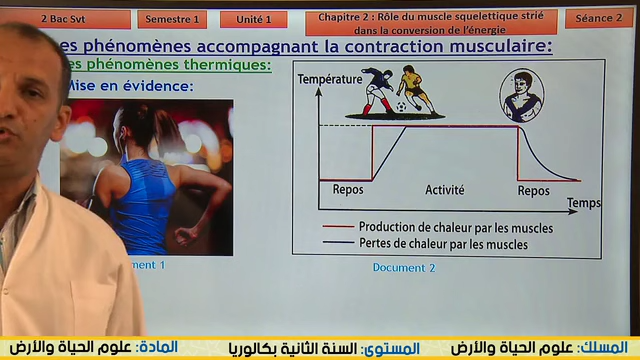 2 Bac Svt
Semestre 1
Unité 1
Chapitre 2 : Rôle du muscle squelettique strié
dans la conversion de l'énergie
Séance 2
es phénomènes accompagnant la contraction musculaire:
es phénomènes thermiques:
Mise en évidence:
Température
Repos
Activité
Repos
Temps
Production de chaleur par les muscles
Pertes de chaleur par les muscles
ment 1
Document 2
المادة: علوم الحياة والأرض
المستوى: السنة الثانية بكالوريا
المسلك: علوم الحياة والأرض